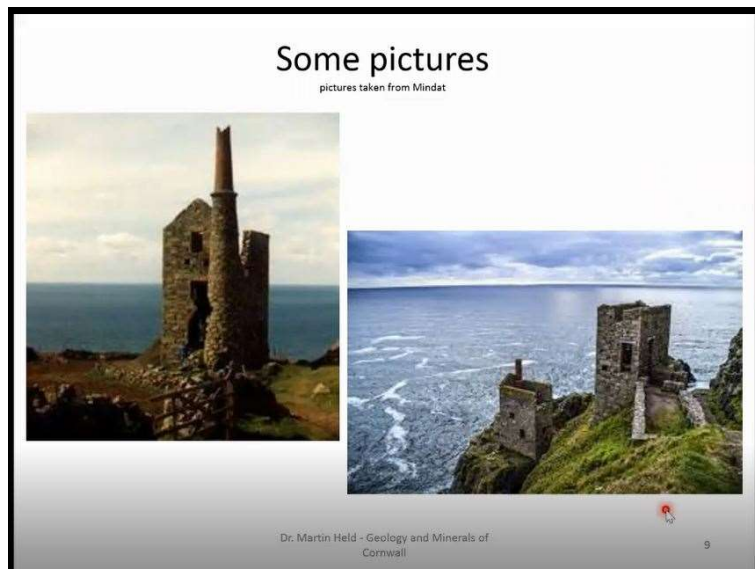 Some pictures
pictures taken from Mindat
Dr. Martin Held - Geology and Minerals of
Cornwall
9